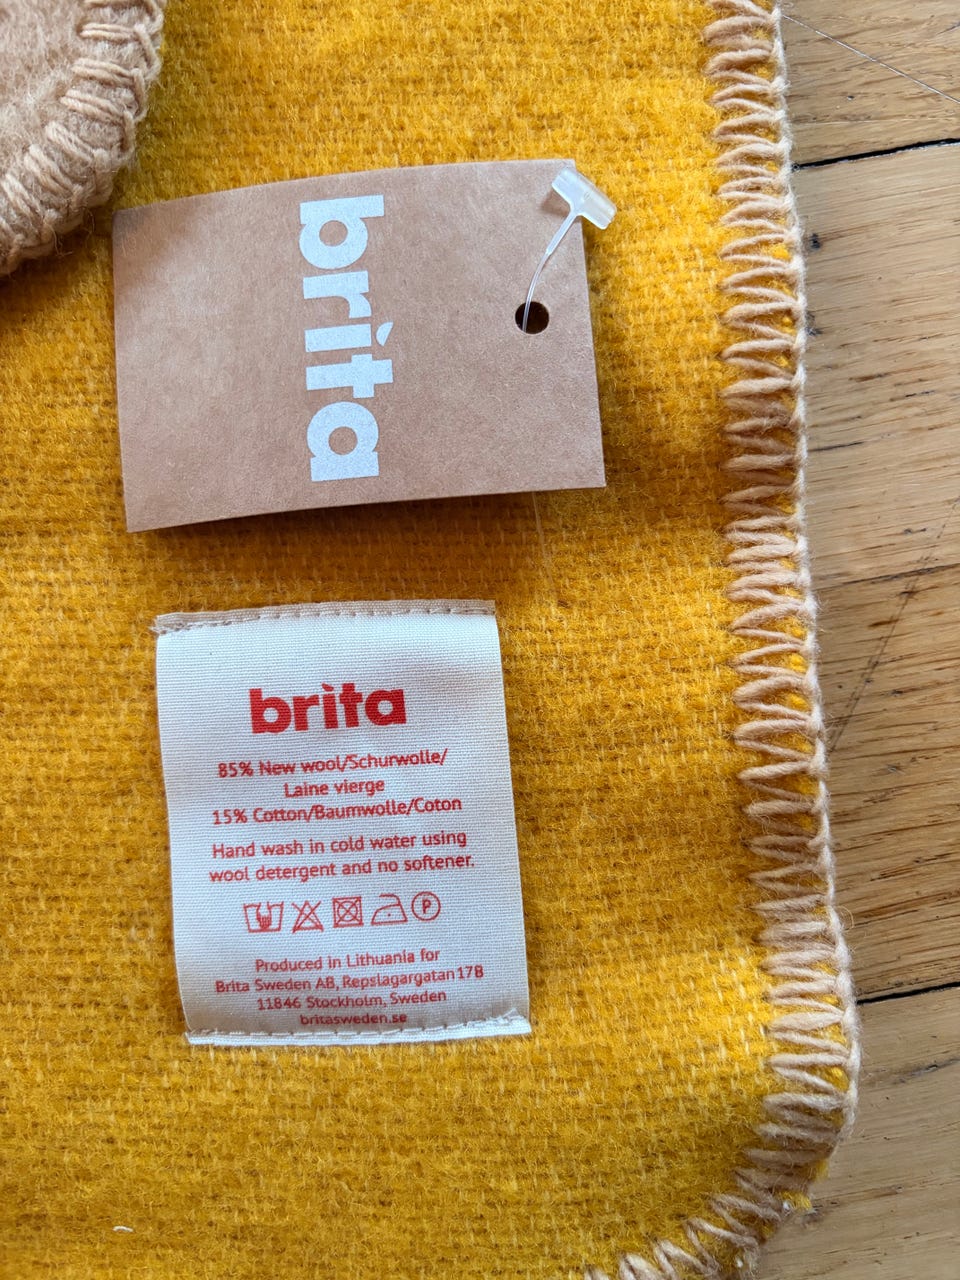 brita
brita
85% New wool/Schurwolle/
Laine vierge
15% Cotton/Baumwolle/Coton
Hand wash in cold water using
wool detergent and no softener.
P
Produced in Lithuania for
Brita Sweden AB, Repslagargatan 17B
11846 Stockholm, Sweden
britasweden.se